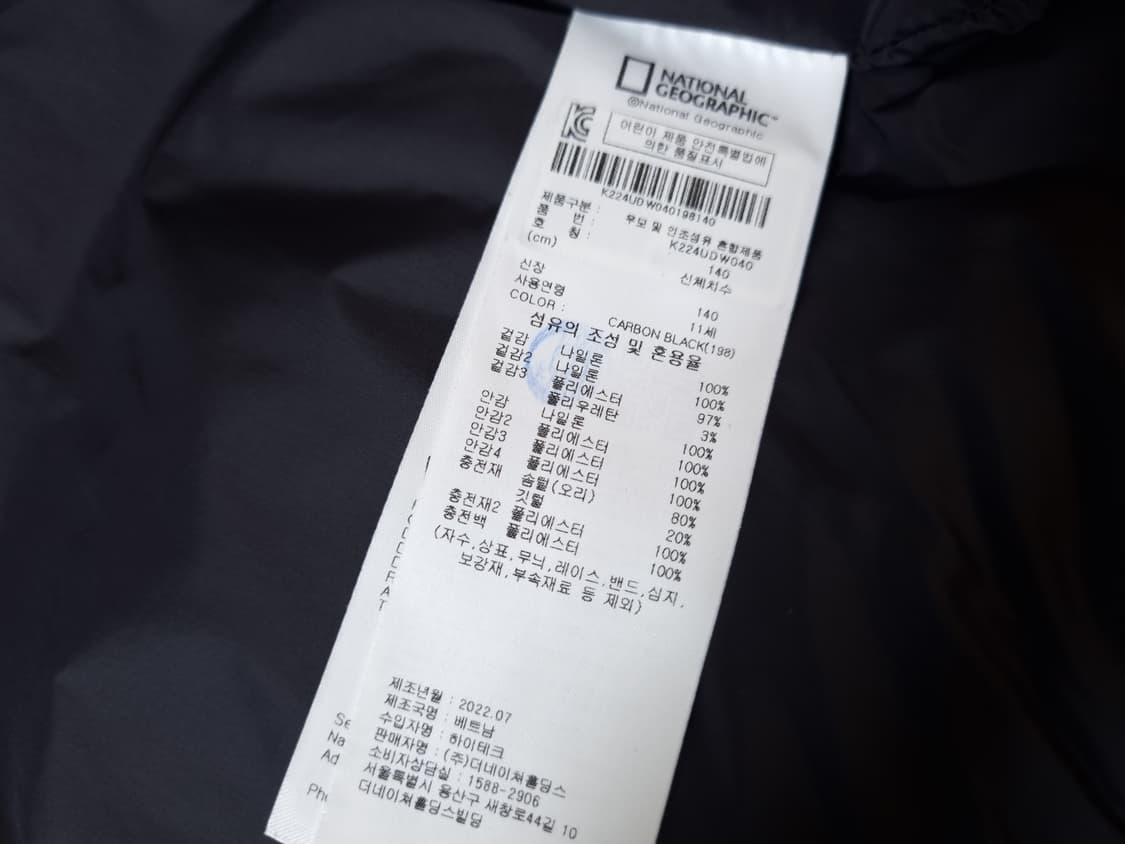 NATIONAL
GEOGRAPHIC™
©National Geographic
KC
어린이 제품 안전특별법에
의한 품질표시
K224UDW040198140
제품구분 : 우모 및 인조섬유 혼합제품
품 번 : K224UDW040
호 칭 : 140
(cm) 신체치수
신장 140
사용연령 11세
COLOR : CARBON BLACK(198)
섬유의 조성 및 혼용율
겉감 나일론 100%
겉감2 나일론 100%
겉감3 폴리에스터 97%
폴리우레탄 3%
안감 나일론 100%
안감2 폴리에스터 100%
안감3 폴리에스터 100%
안감4 폴리에스터 100%
충전재 솜털(오리) 80%
깃털 20%
충전재2 폴리에스터 100%
충전백 폴리에스터 100%
(자수,상표,무늬,레이스,밴드,심지,
보강재,부속재료 등 제외)
제조년월 : 2022.07
제조국명 : 베트남
수입자명 : 하이테크
판매자명 : (주)더네이쳐홀딩스
소비자상담실 : 1588-2906
서울특별시 용산구 새창로44길 10
더네이쳐홀딩스빌딩
Se
Na
Ad